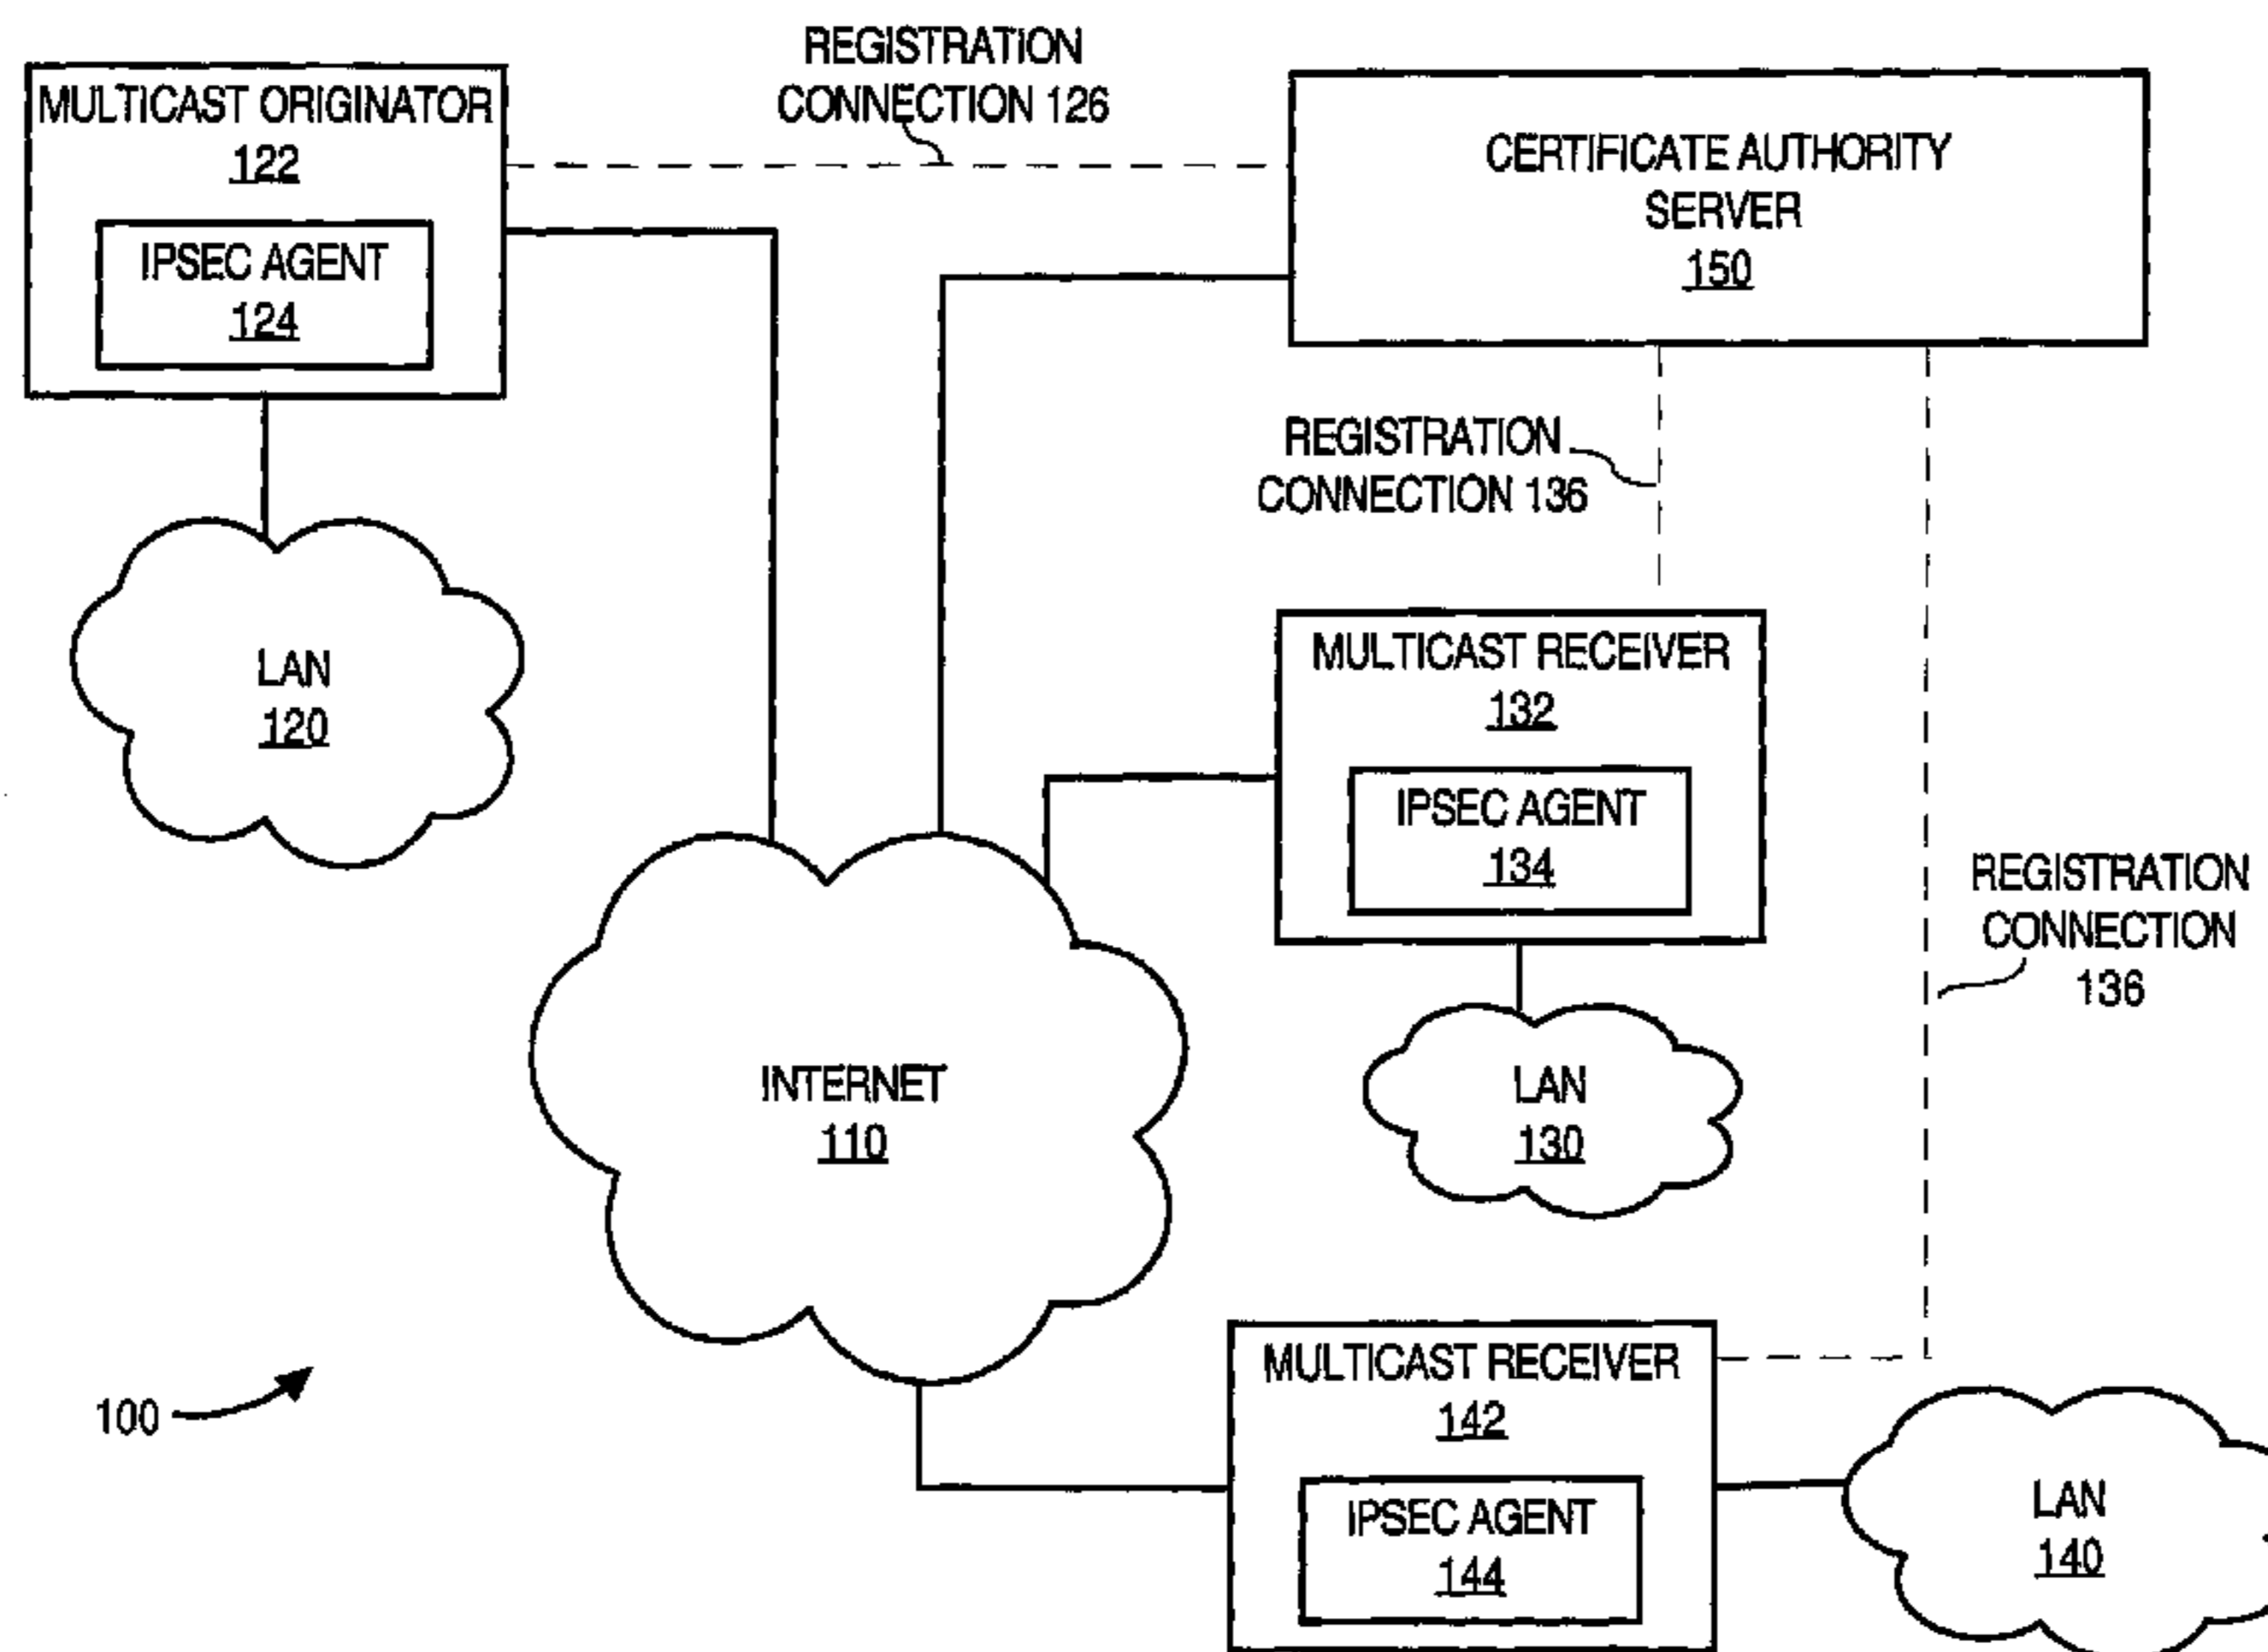 REGISTRATION
CONNECTION 126
MULTICAST ORIGINATOR
122
IPSEC AGENT
124
CERTIFICATE AUTHORITY
SERVER
150
REGISTRATION
CONNECTION 136
LAN
120
MULTICAST RECEIVER
132
IPSEC AGENT
134
REGISTRATION
CONNECTION
136
INTERNET
110
LAN
130
100
MULTICAST RECEIVER
142
IPSEC AGENT
144
LAN
140